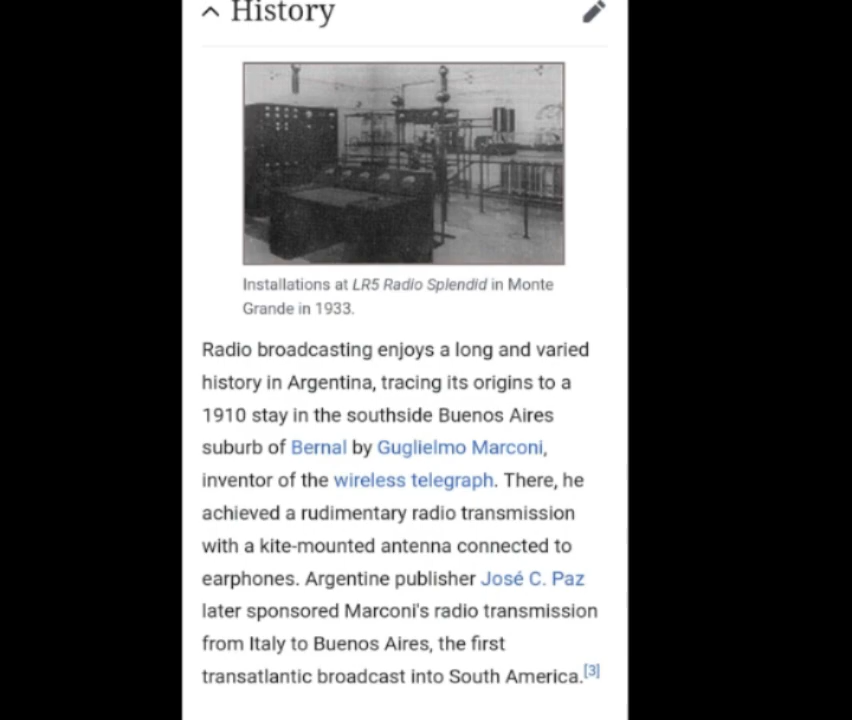 History
Installations at LR5 Radio Splendid in Monte
Grande in 1933.
Radio broadcasting enjoys a long and varied
history in Argentina, tracing its origins to a
1910 stay in the southside Buenos Aires
suburb of Bernal by Guglielmo Marconi,
inventor of the wireless telegraph. There, he
achieved a rudimentary radio transmission
with a kite-mounted antenna connected to
earphones. Argentine publisher José C. Paz
later sponsored Marconi's radio transmission
from Italy to Buenos Aires, the first
transatlantic broadcast into South America.[3]